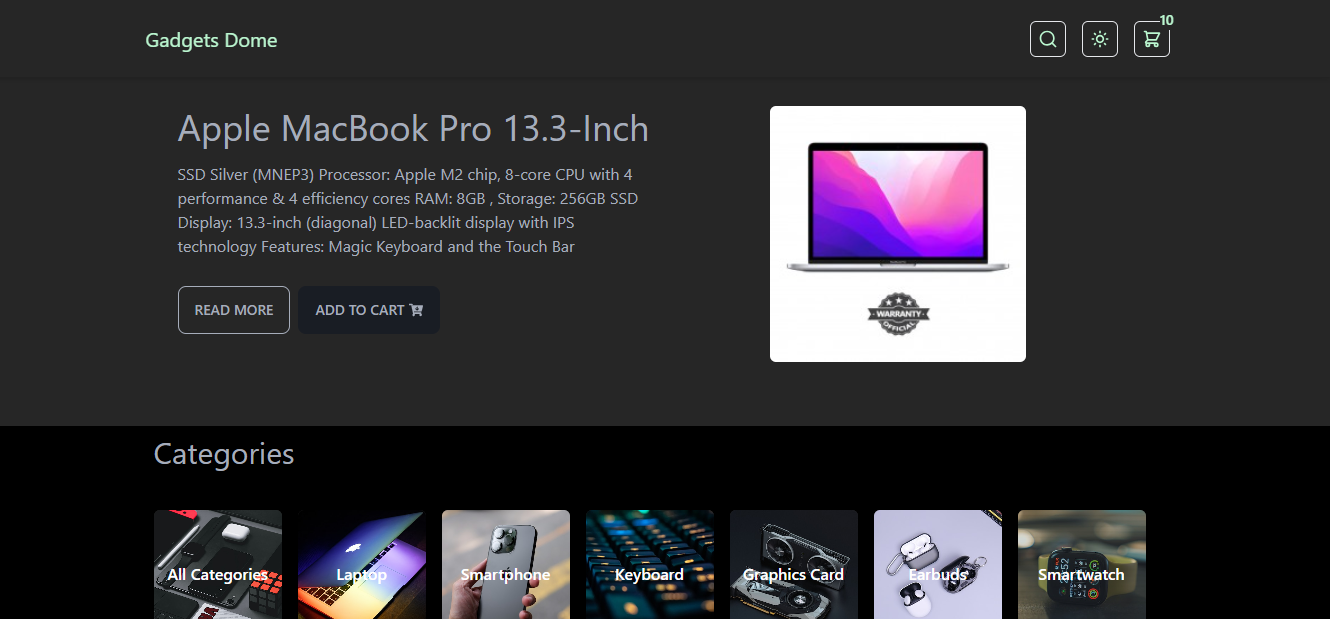 Gadgets Dome
10
Apple MacBook Pro 13.3-Inch
SSD Silver (MNEP3) Processor: Apple M2 chip, 8-core CPU with 4
performance & 4 efficiency cores RAM: 8GB , Storage: 256GB SSD
Display: 13.3-inch (diagonal) LED-backlit display with IPS
technology Features: Magic Keyboard and the Touch Bar
READ MORE
ADD TO CART
WARRANTY
OFFICIAL
Categories
All Categories
Laptop
Smartphone
Keyboard
Graphics Card
Earbuds
Smartwatch